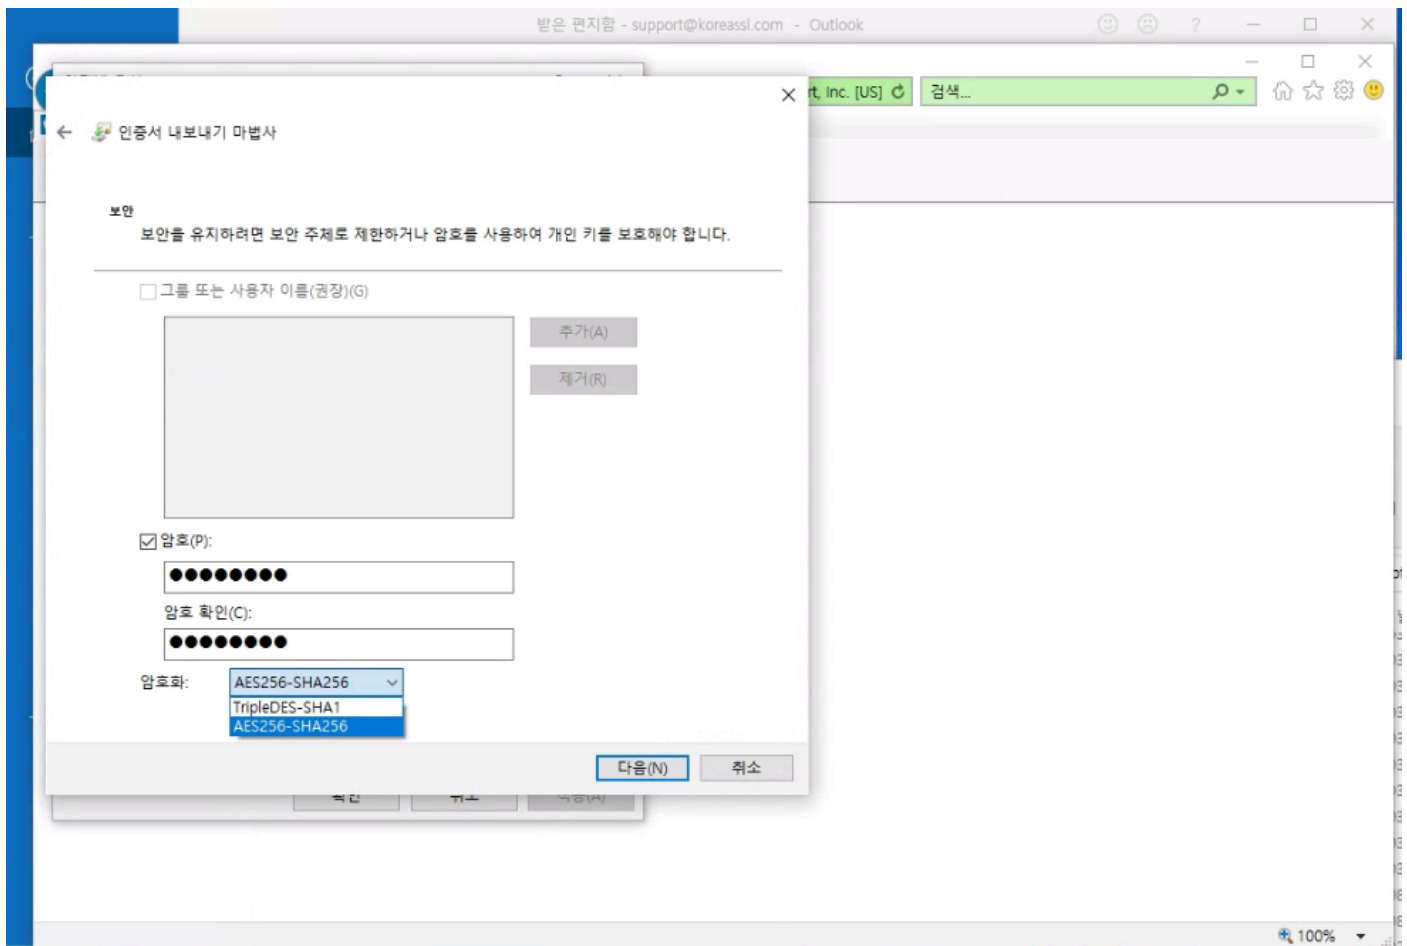 받은 편지함 - support@koreassl.com - Outlook
rt, Inc. [US]
검색...
인증서 내보내기 마법사
보안
보안을 유지하려면 보안 주체로 제한하거나 암호를 사용하여 개인 키를 보호해야 합니다.
그룹 또는 사용자 이름(권장)(G)
추가(A)
제거(R)
암호(P):
암호 확인(C):
암호화: AES256-SHA256
TripleDES-SHA1
AES256-SHA256
다음(N) 취소
100%